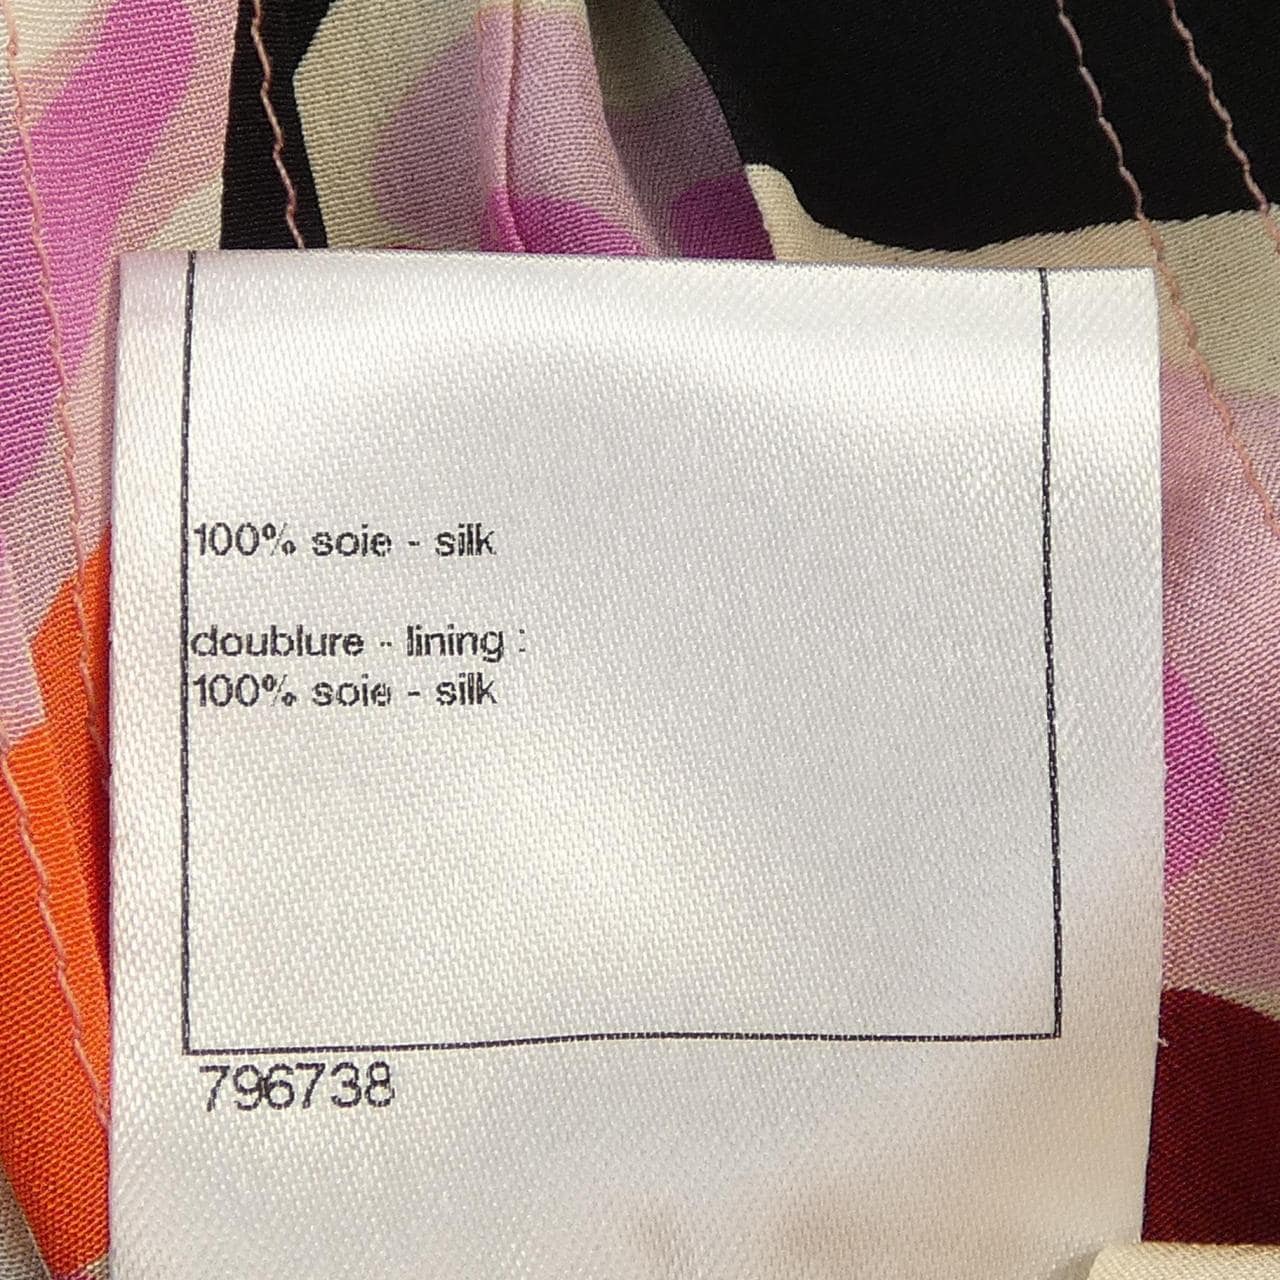 100% soie - silk
doublure - lining :
100% soie - silk
796738